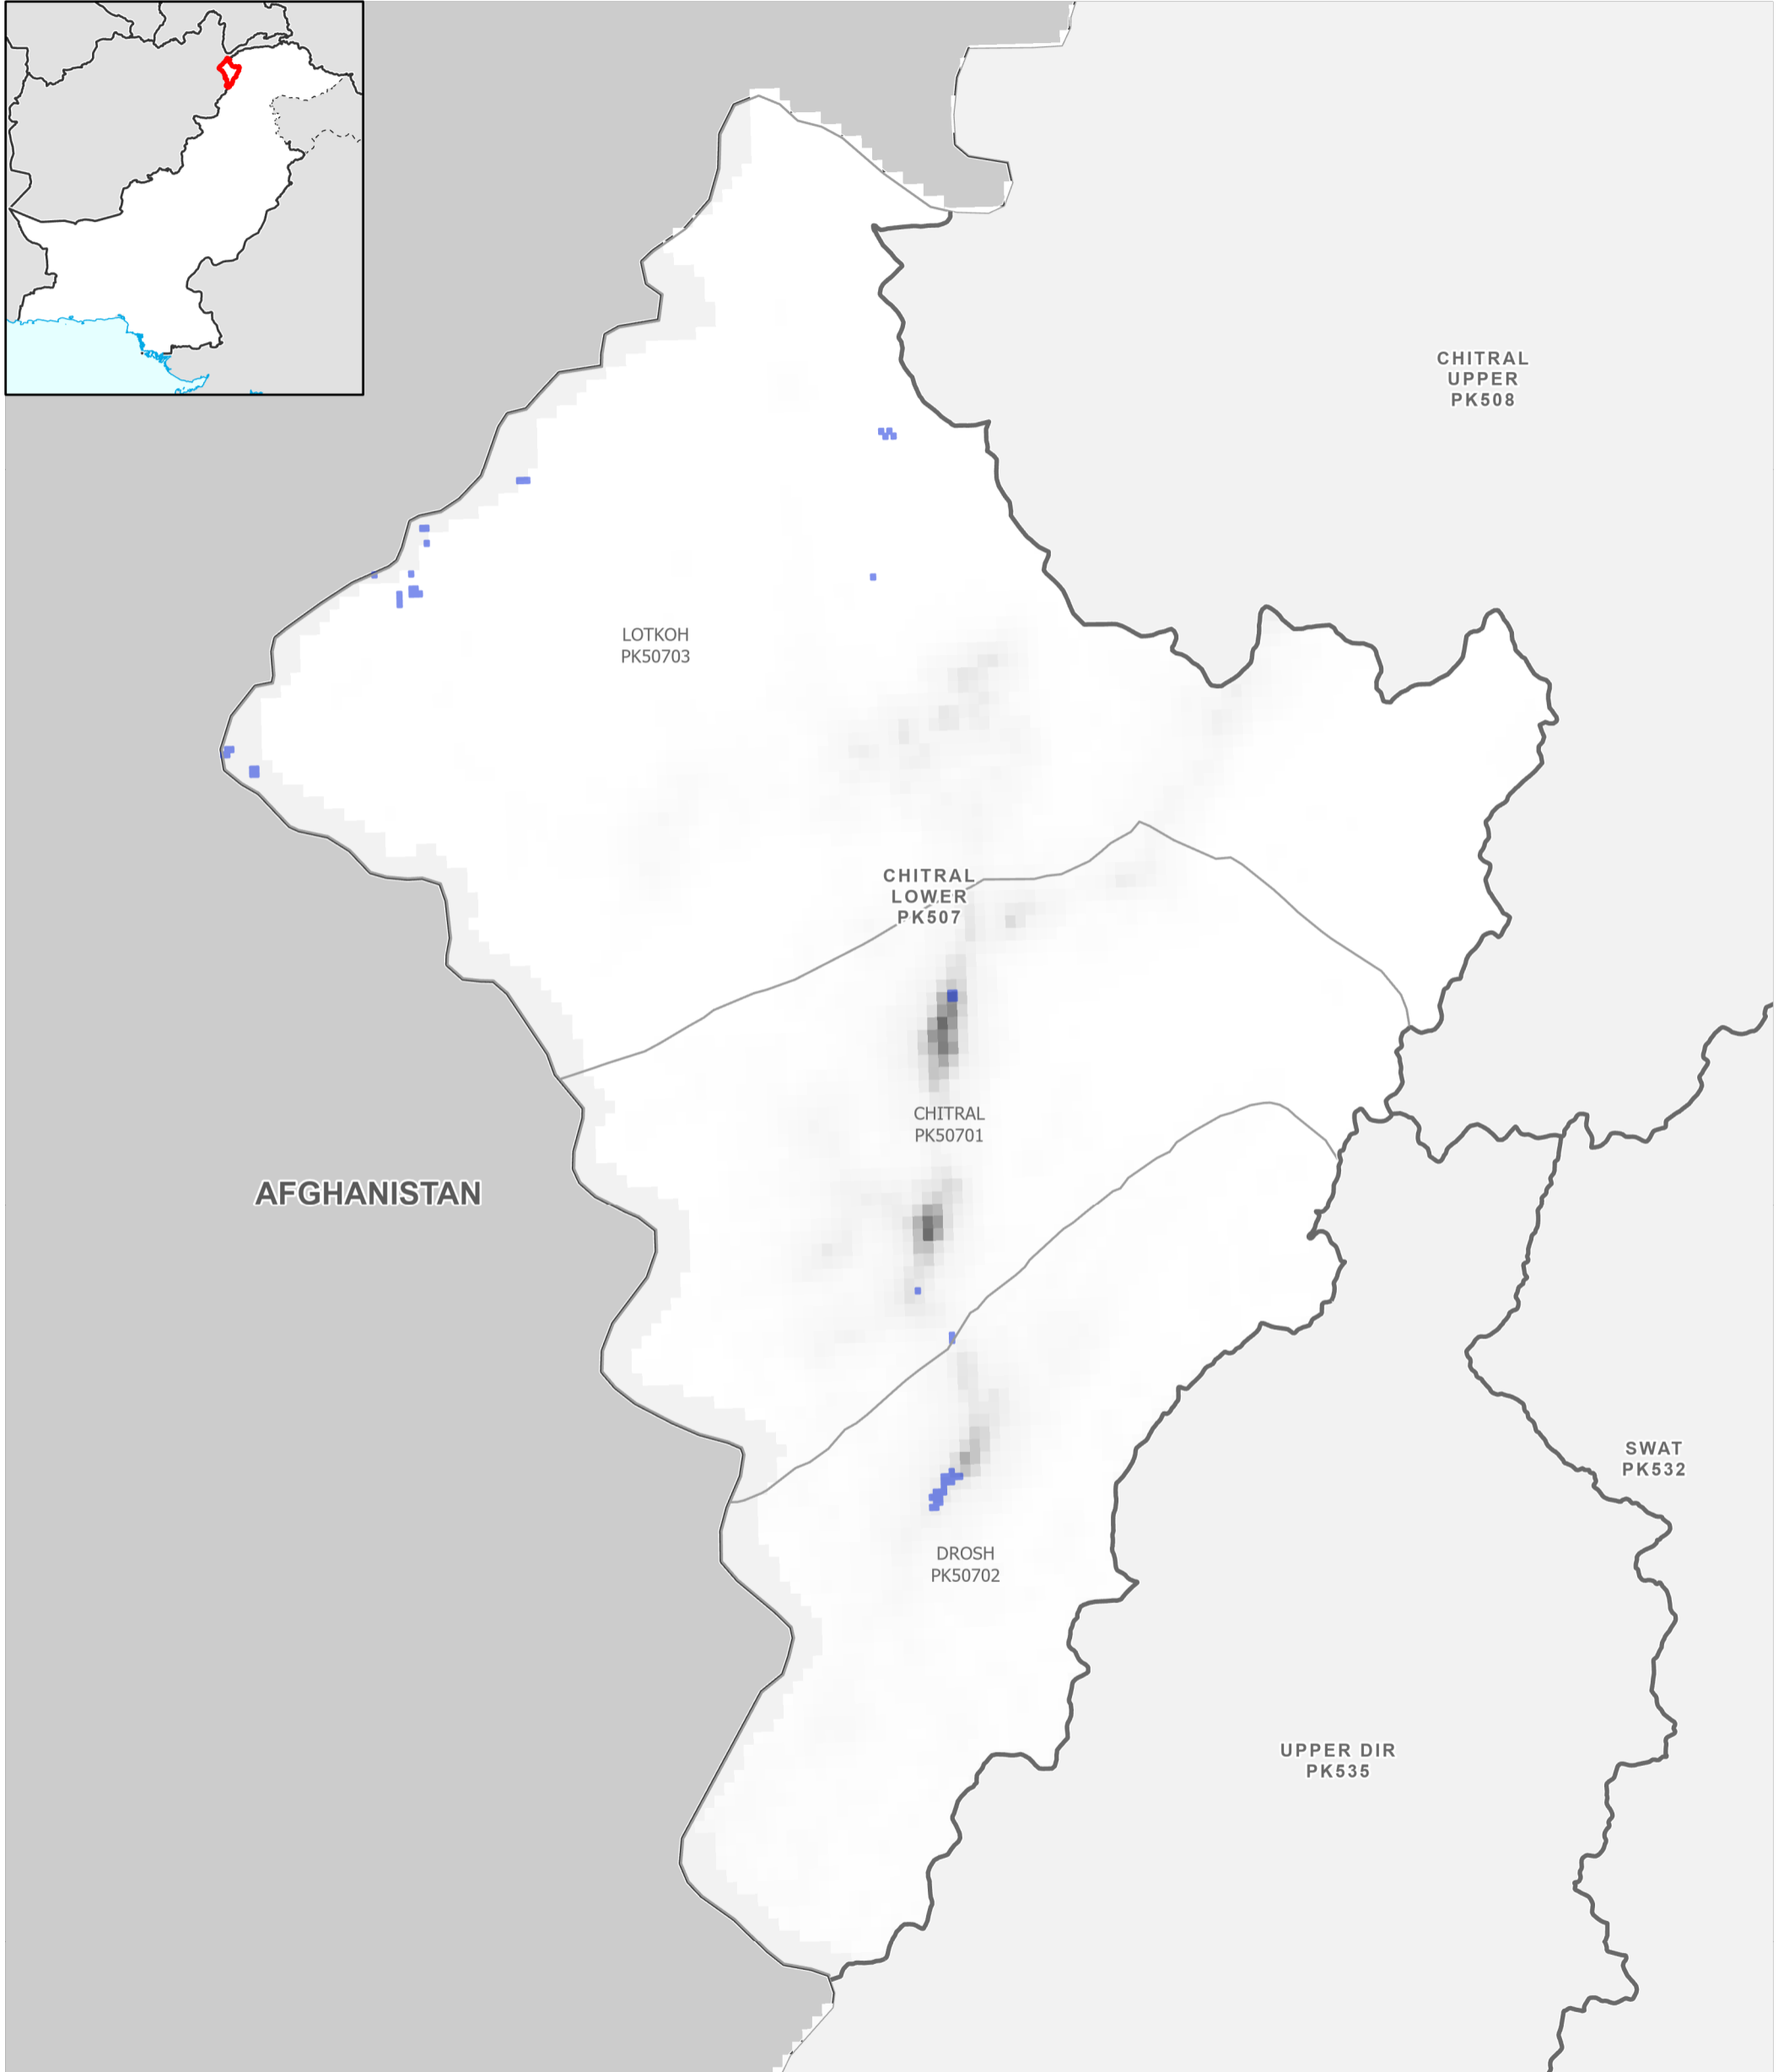 CHITRAL
UPPER
PK508
LOTKOH
PK50703
CHITRAL
LOWER
PK507
CHITRAL
PK50701
AFGHANISTAN
SWAT
PK532
DROSH
PK50702
UPPER DIR
PK535